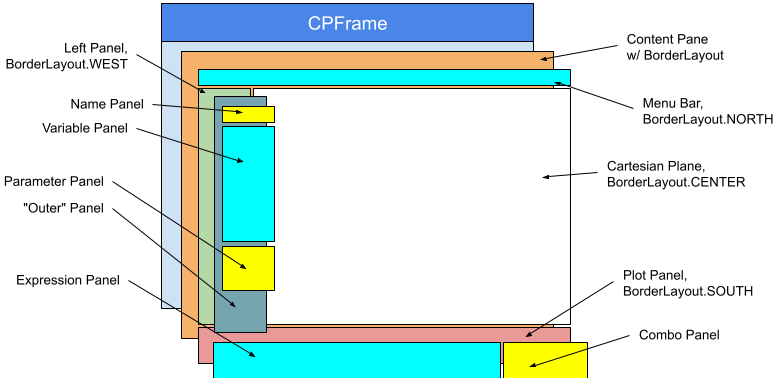 CPFrame
Left Panel,
BorderLayout.WEST
Content Pane
w/ BorderLayout
Name Panel
Menu Bar,
BorderLayout.NORTH
Variable Panel
Cartesian Plane,
BorderLayout.CENTER
Parameter Panel
"Outer" Panel
Expression Panel
Plot Panel,
BorderLayout.SOUTH
Combo Panel